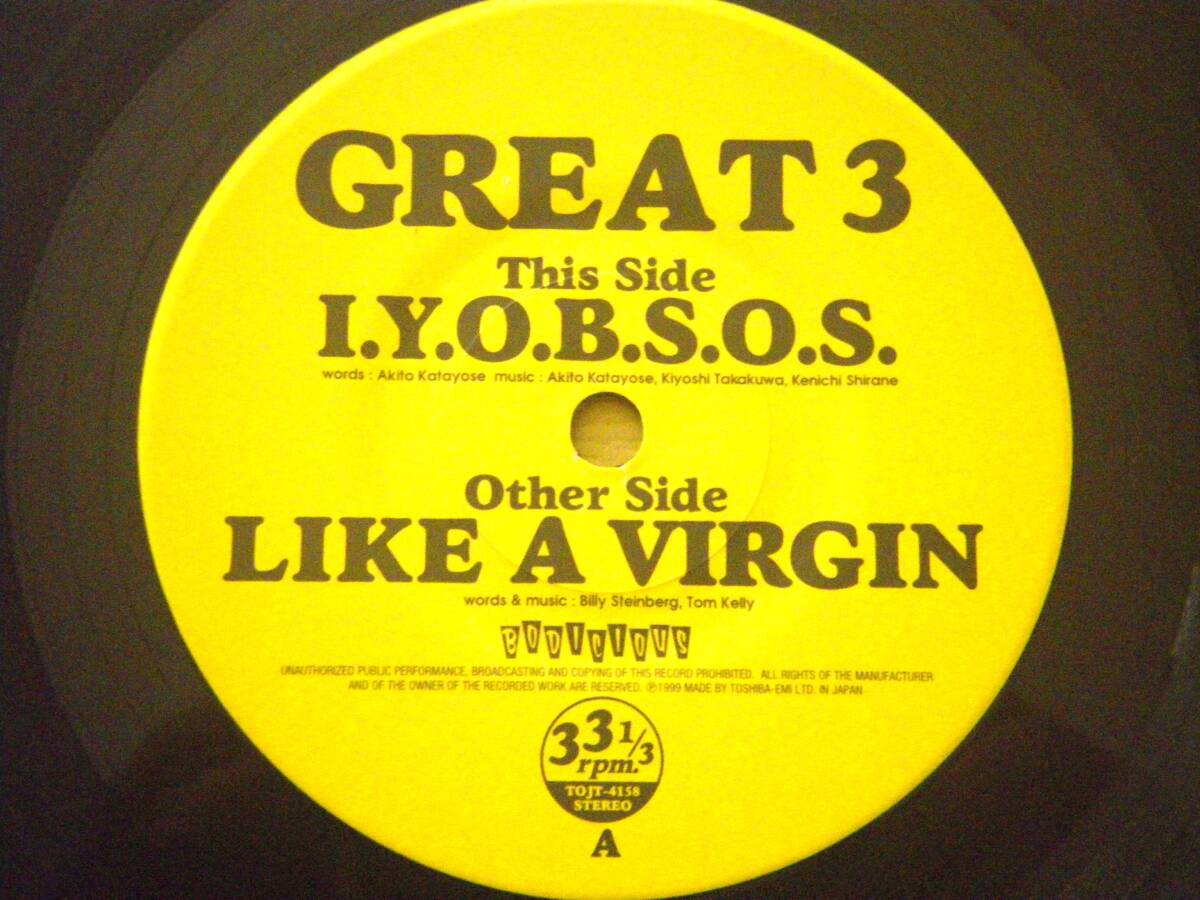 GREAT 3
This Side
I.Y.O.B.S.O.S.
words : Akito Katayose music : Akito Katayose, Kiyoshi Takakuwa, Kenichi Shirane
Other Side
LIKE A VIRGIN
words & music : Billy Steinberg, Tom Kelly
BODICIOUS
UNAUTHORIZED PUBLIC PERFORMANCE, BROADCASTING AND COPYING OF THIS RECORD PROHIBITED. ALL RIGHTS OF THE MANUFACTURER
AND OF THE OWNER OF THE RECORDED WORK ARE RESERVED. ℗1999 MADE BY TOSHIBA-EMI LTD. IN JAPAN
33 1/3
rpm.
TOJT-4158
STEREO
A